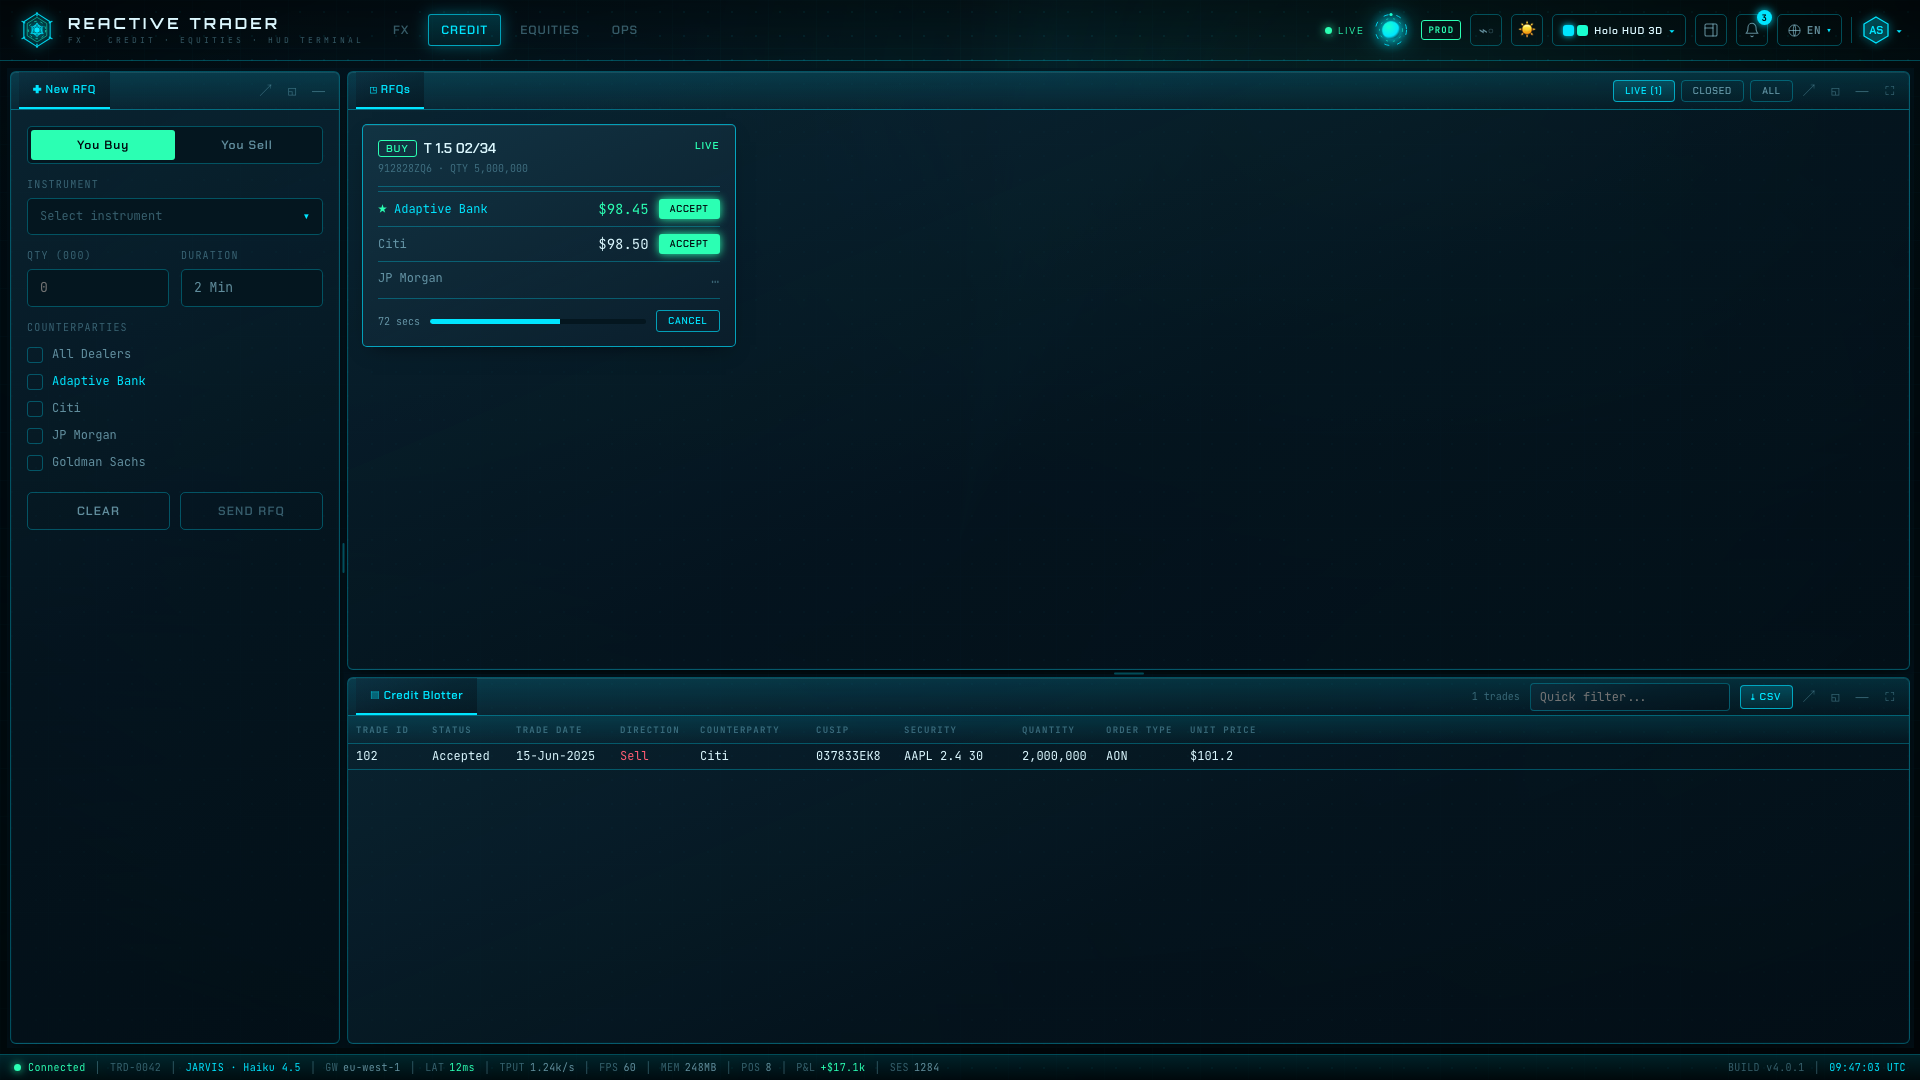 REACTIVE TRADER
FX · CREDIT · EQUITIES · HUD TERMINAL
FX
CREDIT
EQUITIES
OPS
LIVE
PROD
Holo HUD 3D
3
EN
AS
New RFQ
You Buy
You Sell
INSTRUMENT
Select instrument
QTY (000)
DURATION
0
2 Min
COUNTERPARTIES
All Dealers
Adaptive Bank
Citi
JP Morgan
Goldman Sachs
CLEAR
SEND RFQ
RFQs
LIVE (1)
CLOSED
ALL
BUY T 1.5 02/34
LIVE
912828ZQ6 · QTY 5,000,000
★ Adaptive Bank $98.45 ACCEPT
Citi $98.50 ACCEPT
JP Morgan …
72 secs
CANCEL
Credit Blotter
1 trades
Quick filter...
↓ CSV
TRADE ID STATUS TRADE DATE DIRECTION COUNTERPARTY CUSIP SECURITY QUANTITY ORDER TYPE UNIT PRICE
102 Accepted 15-Jun-2025 Sell Citi 037833EK8 AAPL 2.4 30 2,000,000 AON $101.2
Connected
TRD-0042
JARVIS · Haiku 4.5
GW eu-west-1
LAT 12ms
TPUT 1.24k/s
FPS 60
MEM 248MB
POS 8
P&L +$17.1k
SES 1284
BUILD v4.0.1
09:47:03 UTC